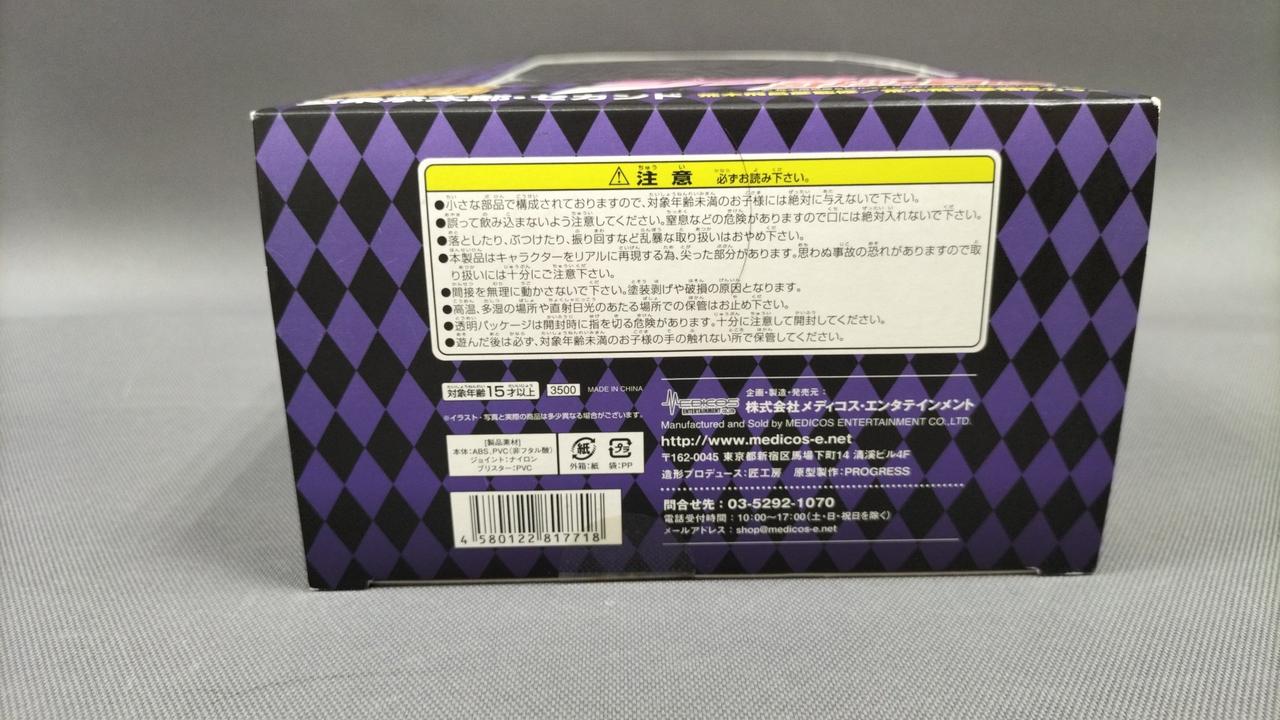 ・セカンド
⚠注意 必ずお読み下さい。
●小さな部品で構成されておりますので、対象年齢未満のお子様には絶対に与えないで下さい。
●誤って飲み込まないよう注意してください。窒息などの危険がありますので口には絶対入れないで下さい。
●落としたり、ぶつけたり、振り回すなど乱暴な取り扱いはおやめ下さい。
●本製品はキャラクターをリアルに再現する為、尖った部分があります。思わぬ事故の恐れがありますので取
り扱いには十分にご注意下さい。
●間接を無理に動かさないで下さい。塗装剥げや破損の原因となります。
●高温、多湿の場所や直射日光のあたる場所での保管はお止め下さい。
●透明パッケージは開封時に指を切る危険があります。十分に注意して開封してください。
●遊んだ後は必ず、対象年齢未満のお子様の手の触れない所で保管してください。
対象年齢15才以上 3500 MADE IN CHINA
※イラスト・写真と実際の商品は多少異なる場合がございます。
[製品素材]
本体:ABS、PVC(非フタル酸)
ジョイント:ナイロン
ブリスター:PVC
紙 プラ
外箱:紙 袋:PP
4 580122 817718
MEDICOS
ENTERTAINMENT
企画・製造・発売元:
株式会社メディコス・エンタテインメント
Manufactured and Sold by MEDICOS ENTERTAINMENT CO.,LTD.
http://www.medicos-e.net
〒162-0045 東京都新宿区馬場下町14 清溪ビル4F
造形プロデュース:匠工房 原型製作:PROGRESS
問合せ先:03-5292-1070
電話受付時間:10:00〜17:00(土・日・祝日を除く)
メールアドレス:shop@medicos-e.net